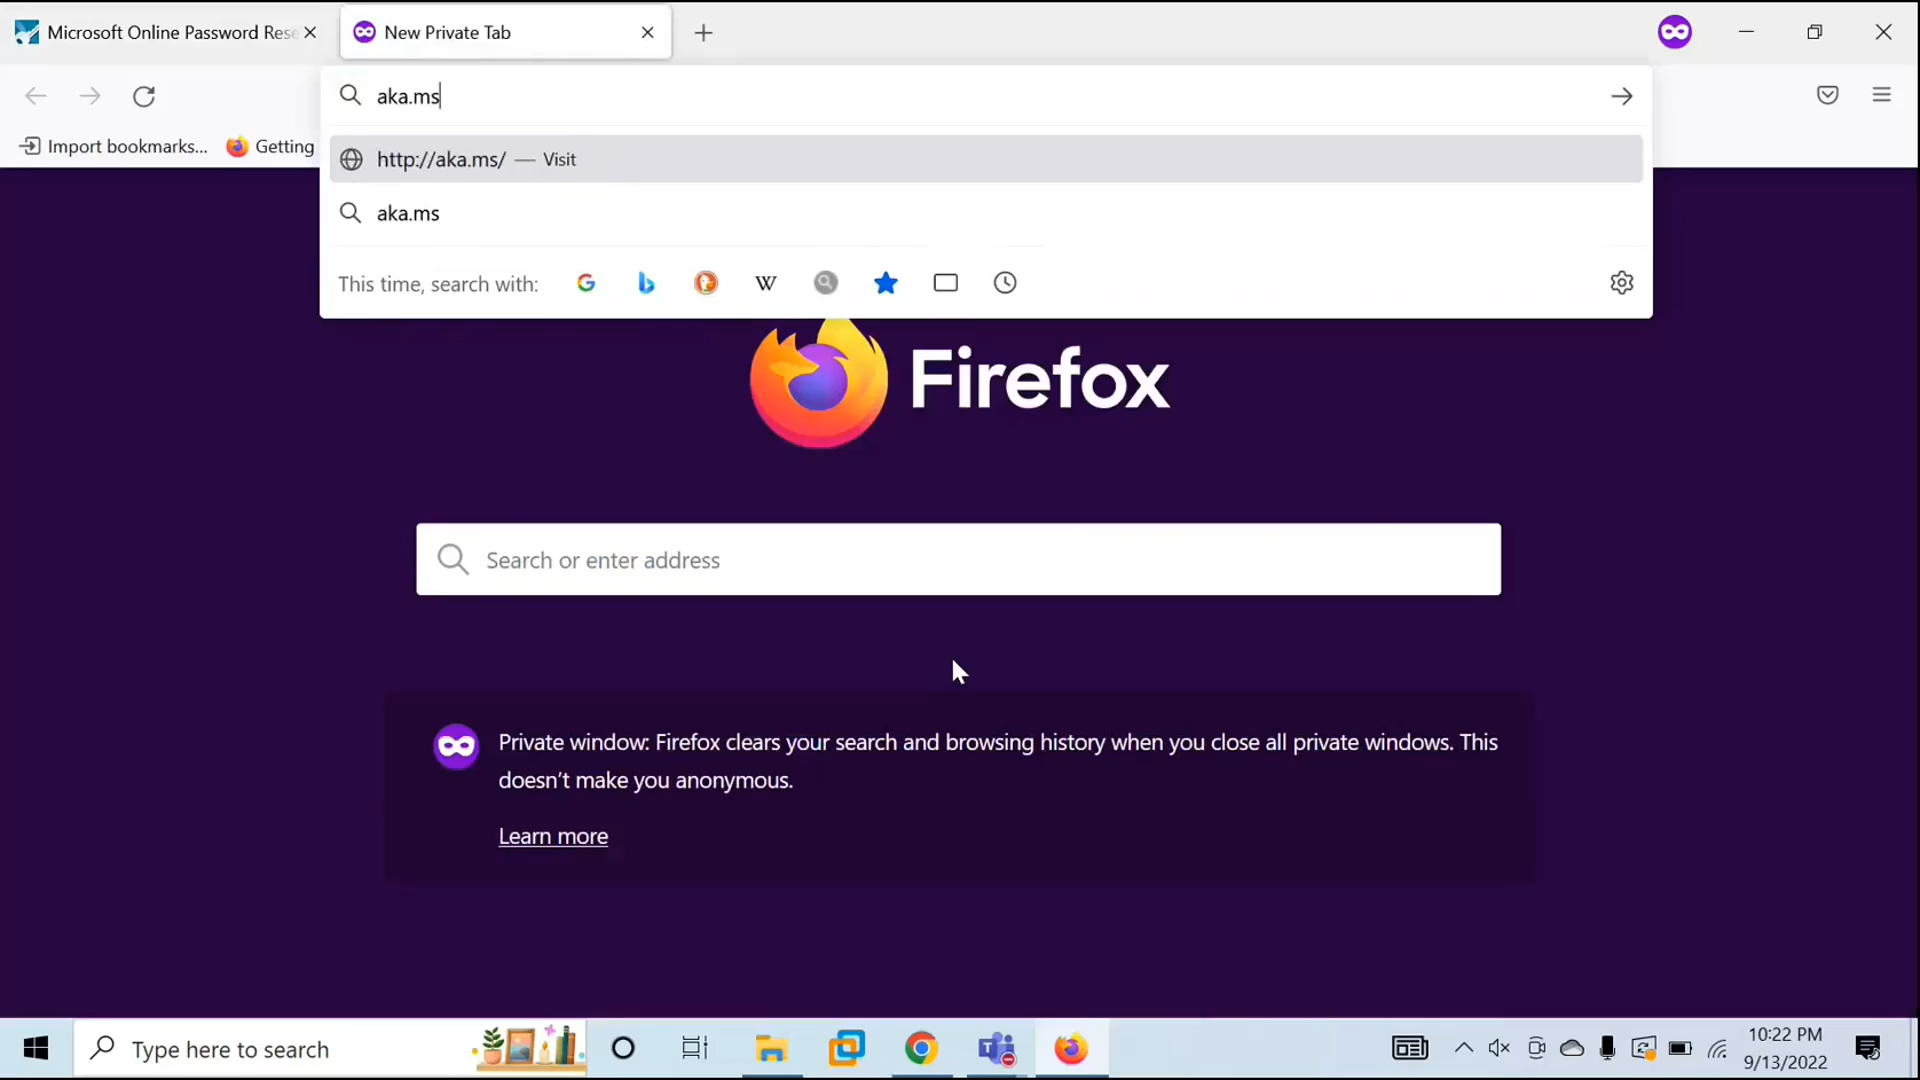 Microsoft Online Password Rese
New Private Tab
aka.ms
Import bookmarks...
Getting
http://aka.ms/ — Visit
aka.ms
This time, search with:
W
Firefox
Search or enter address
Private window: Firefox clears your search and browsing history when you close all private windows. This
doesn't make you anonymous.
Learn more
Type here to search
10:22 PM
9/13/2022